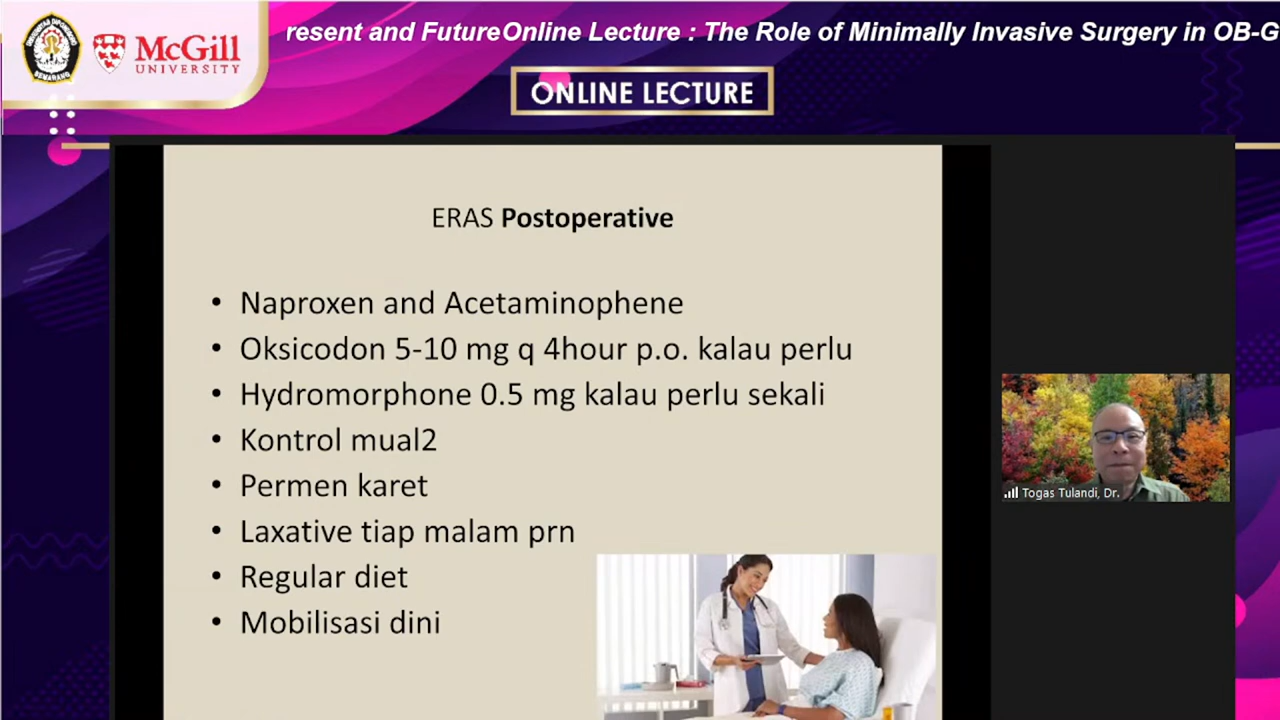 McGill
UNIVERSITY
SEMARANG
resent and FutureOnline Lecture : The Role of Minimally Invasive Surgery in OB-G
ONLINE LECTURE
ERAS Postoperative
• Naproxen and Acetaminophene
• Oksicodon 5-10 mg q 4hour p.o. kalau perlu
• Hydromorphone 0.5 mg kalau perlu sekali
• Kontrol mual2
• Permen karet
• Laxative tiap malam prn
• Regular diet
• Mobilisasi dini
Togas Tulandi, Dr.